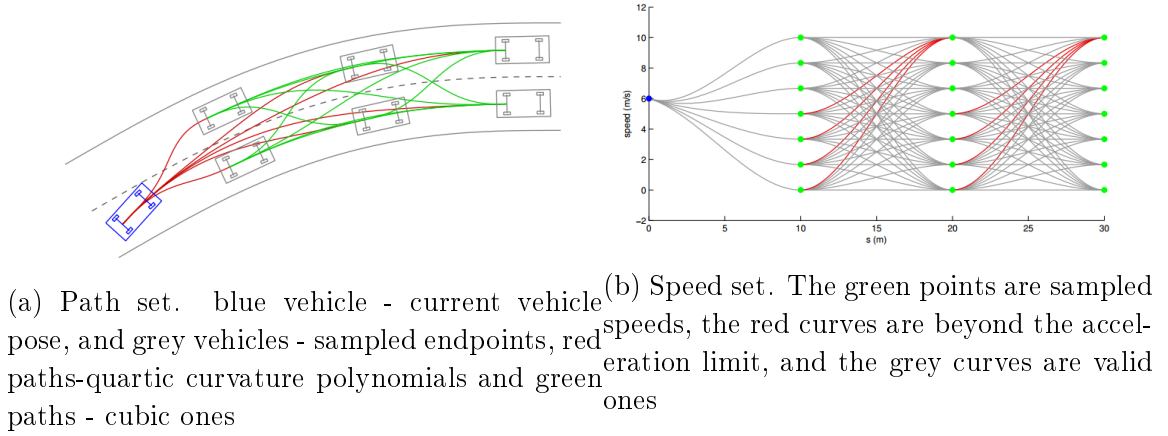 12
10
8
6
4
2
0
−2
speed (m/s)
0
5
10
15
20
25
30
s (m)
(a) Path set. blue vehicle - current vehicle
pose, and grey vehicles - sampled endpoints, red
paths-quartic curvature polynomials and green
paths - cubic ones
(b) Speed set. The green points are sampled
speeds, the red curves are beyond the accel-
eration limit, and the grey curves are valid
ones